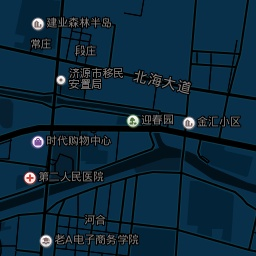 建业森林半岛
常庄
段庄
济源市移民
安置局
北海大道
迎春园
金汇小区
时代购物中心
第二人民医院
河合
老A电子商务学院